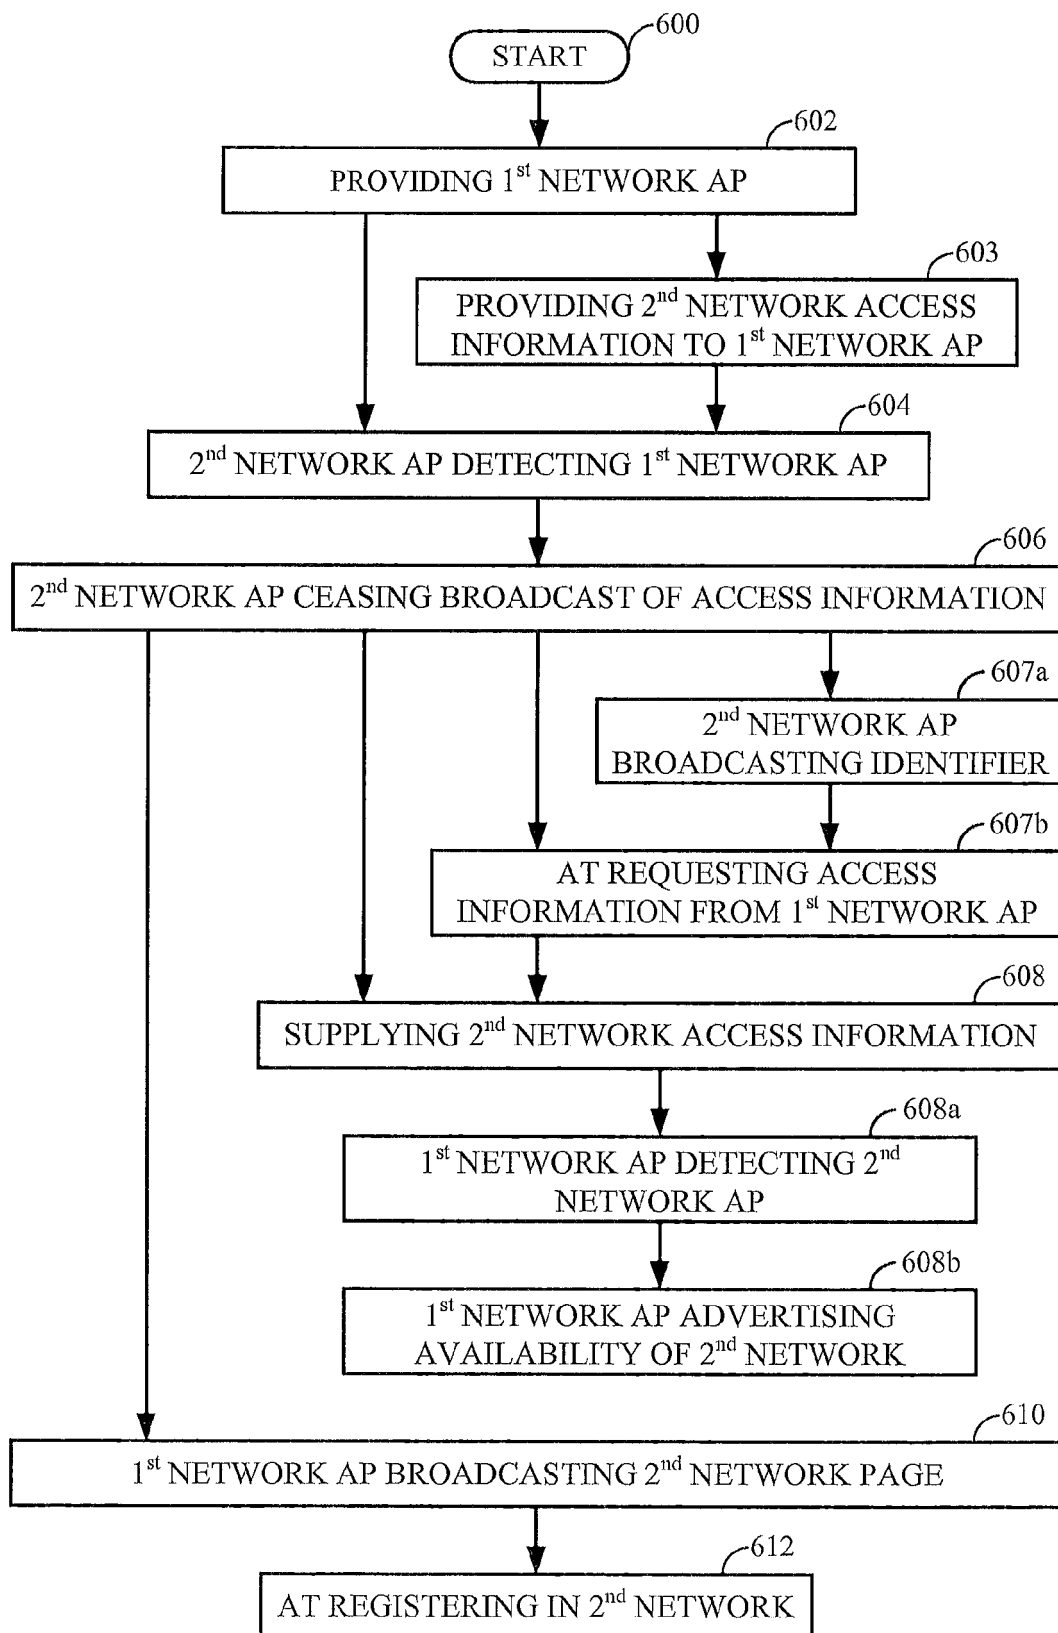 600
START
602
PROVIDING 1st NETWORK AP
603
PROVIDING 2nd NETWORK ACCESS
INFORMATION TO 1st NETWORK AP
604
2nd NETWORK AP DETECTING 1st NETWORK AP
606
2nd NETWORK AP CEASING BROADCAST OF ACCESS INFORMATION
607a
2nd NETWORK AP
BROADCASTING IDENTIFIER
607b
AT REQUESTING ACCESS
INFORMATION FROM 1st NETWORK AP
608
SUPPLYING 2nd NETWORK ACCESS INFORMATION
608a
1st NETWORK AP DETECTING 2nd
NETWORK AP
608b
1st NETWORK AP ADVERTISING
AVAILABILITY OF 2nd NETWORK
610
1st NETWORK AP BROADCASTING 2nd NETWORK PAGE
612
AT REGISTERING IN 2nd NETWORK